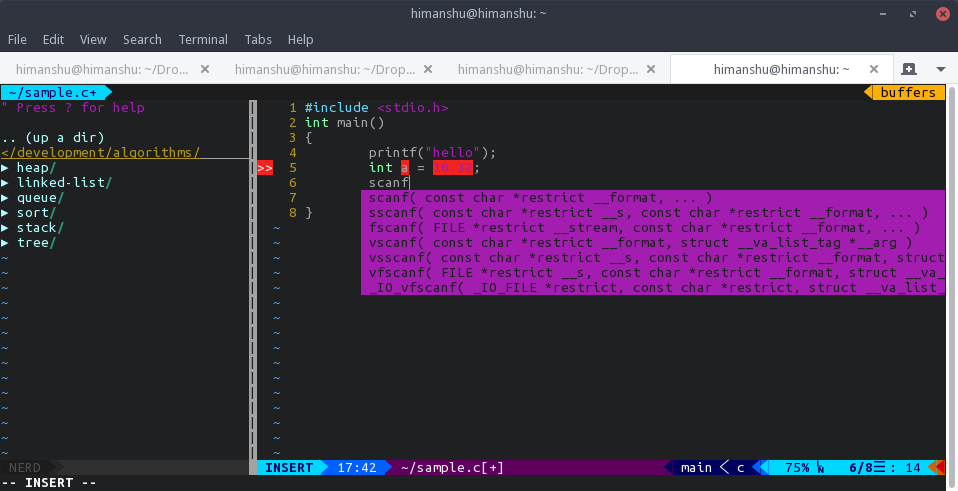 himanshu@himanshu: ~
File Edit View Search Terminal Tabs Help
himanshu@himanshu: ~/Dro... × himanshu@himanshu: ~/Drop... × himanshu@himanshu: ~/Drop... × himanshu@himanshu: ~ ×
~/sample.c+ buffers
" Press ? for help
.. (up a dir)
</development/algorithms/
▶ heap/
▶ linked-list/
▶ queue/
▶ sort/
▶ stack/
▶ tree/
1 #include <stdio.h>
2 int main()
3 {
4 printf("hello");
>> 5 int a = ;
6 scanf
7 scanf( const char *restrict __format, ... )
8 } sscanf( const char *restrict __s, const char *restrict __format, ... )
~ fscanf( FILE *restrict __stream, const char *restrict __format, ... )
~ vscanf( const char *restrict __format, struct __va_list_tag *__arg )
~ vsscanf( const char *restrict __s, const char *restrict __format, struct
~ vfscanf( FILE *restrict __s, const char *restrict __format, struct __va_
~ _IO_vfscanf( _IO_FILE *restrict, const char *restrict, struct __va_list_
NERD INSERT 17:42 ~/sample.c[+] main < c 75% 6/8 : 14
-- INSERT --